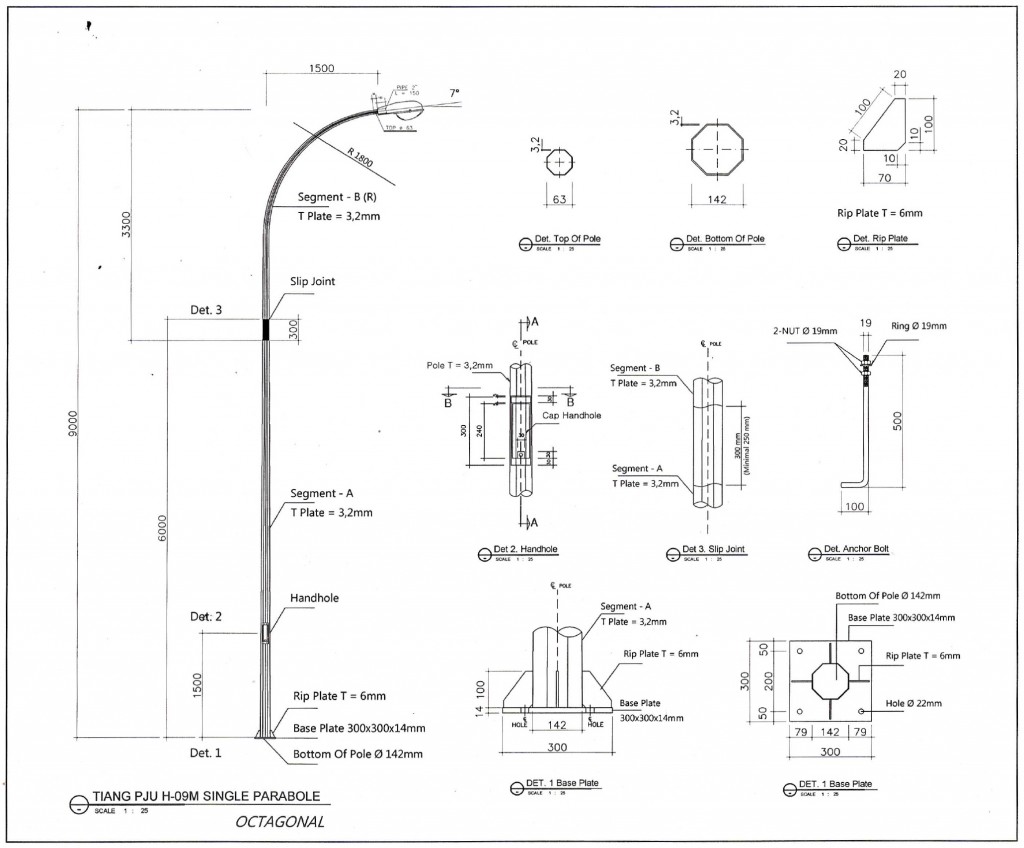 1500
PIPE 2"
L = 150
7°
TOP ø 63
R 1800
Segment - B (R)
T Plate = 3,2mm
3300
Slip Joint
Det. 3
300
9000
6000
Segment - A
T Plate = 3,2mm
Handhole
Det. 2
1500
Rip Plate T = 6mm
Base Plate 300x300x14mm
Det. 1
Bottom Of Pole Ø 142mm
TIANG PJU H-09M SINGLE PARABOLE
SCALE 1 : 25
OCTAGONAL
3,2
63
Det. Top Of Pole
SCALE 1 : 25
3,2
142
Det. Bottom Of Pole
SCALE 1 : 25
20
100
100
10
20
10
70
Rip Plate T = 6mm
Det. Rip Plate
SCALE 1 : 25
A
℄ POLE
Pole T = 3,2mm
B
B
300
240
Cap Handhole
A
Det 2. Handhole
SCALE 1 : 25
℄ POLE
Segment - B
T Plate = 3,2mm
300 mm
(Minimal 250 mm)
Segment - A
T Plate = 3,2mm
Det 3. Slip Joint
SCALE 1 : 25
19
2-NUT Ø 19mm
Ring Ø 19mm
500
100
Det. Anchor Bolt
SCALE 1 : 25
℄ POLE
Segment - A
T Plate = 3,2mm
Rip Plate T = 6mm
100
14
Base Plate
300x300x14mm
HOLE
142
HOLE
300
DET. 1 Base Plate
SCALE 1 : 25
Bottom Of Pole Ø 142mm
Base Plate 300x300x14mm
50
300
200
Rip Plate T = 6mm
50
Hole Ø 22mm
79
142
79
300
DET. 1 Base Plate
SCALE 1 : 25